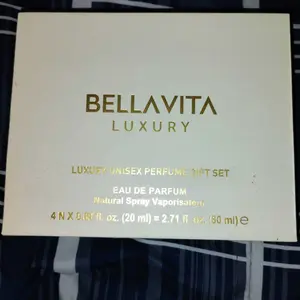 BELLAVITA
LUXURY
LUXURY UNISEX PERFUME GIFT SET
EAU DE PARFUM
Natural Spray Vaporisateur
4 N X 0.68 fl. oz. (20 ml) = 2.71 fl. oz. (80 ml) e